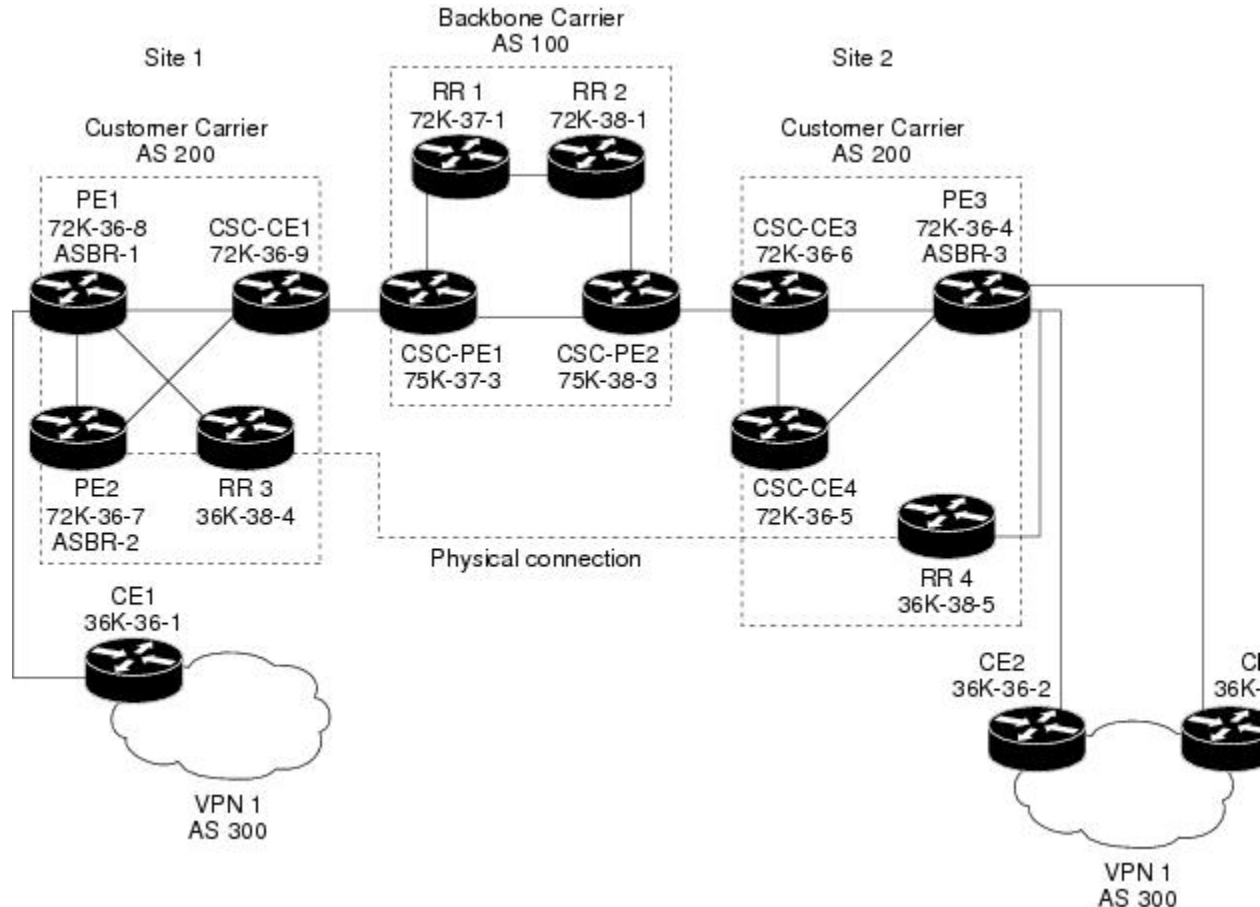 Backbone Carrier
AS 100
Site 1
Site 2
RR 1
72K-37-1
RR 2
72K-38-1
Customer Carrier
AS 200
Customer Carrier
AS 200
PE1
72K-36-8
ASBR-1
CSC-CE1
72K-36-9
CSC-CE3
72K-36-6
PE3
72K-36-4
ASBR-3
CSC-PE1
75K-37-3
CSC-PE2
75K-38-3
PE2
72K-36-7
ASBR-2
RR 3
36K-38-4
CSC-CE4
72K-36-5
Physical connection
RR 4
36K-38-5
CE1
36K-36-1
CE2
36K-36-2
VPN 1
AS 300
VPN 1
AS 300